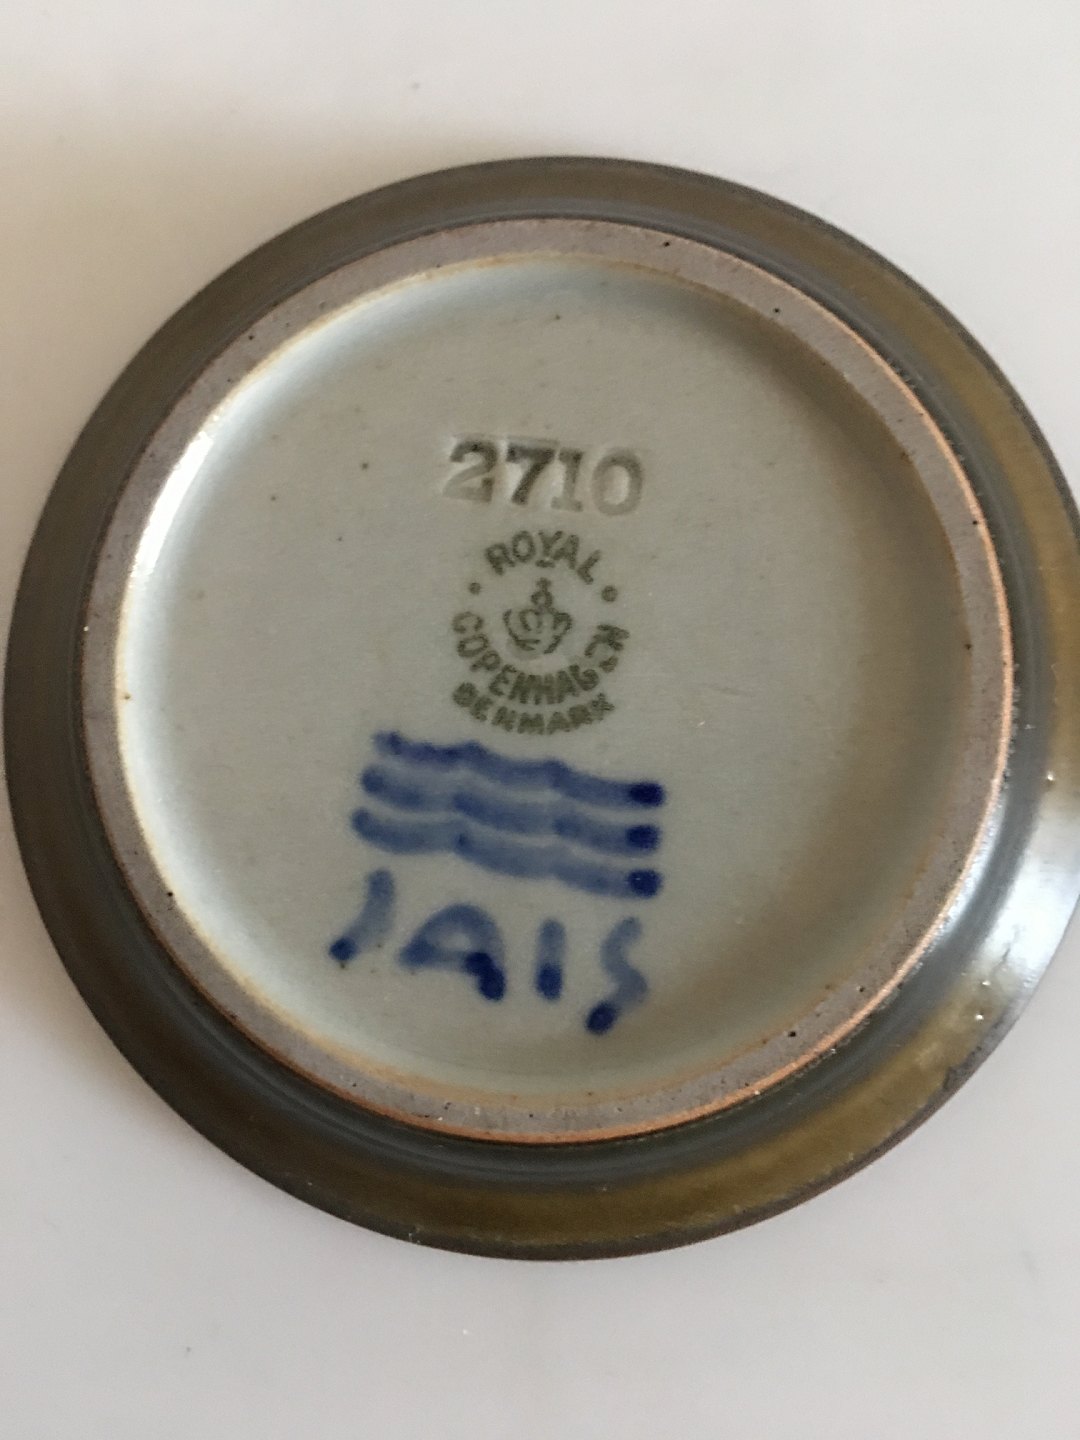 2710
ROYAL
COPENHAGEN
DENMARK
JAIS